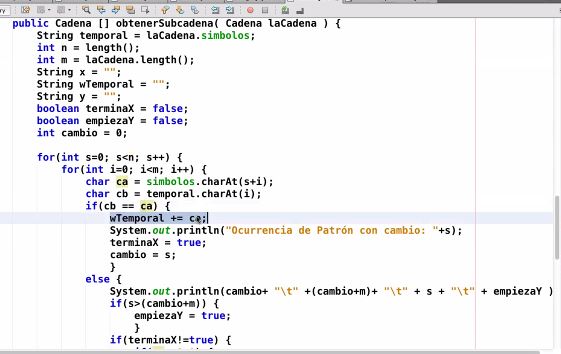 public Cadena [] obtenerSubcadena( Cadena laCadena ) {
String temporal = laCadena.simbolos;
int n = length();
int m = laCadena.length();
String x = "";
String wTemporal = "";
String y = "";
boolean terminaX = false;
boolean empiezaY = false;
int cambio = 0;
for(int s=0; s<n; s++) {
for(int i=0; i<m; i++) {
char ca = simbolos.charAt(s+i);
char cb = temporal.charAt(i);
if(cb == ca) {
wTemporal += ca;
System.out.println("Ocurrencia de Patrón con cambio: "+s);
terminaX = true;
cambio = s;
}
else {
System.out.println(cambio+ "\t" +(cambio+m)+ "\t" + s + "\t" + empiezaY )
if(s>(cambio+m)) {
empiezaY = true;
}
if(terminaX!=true) {